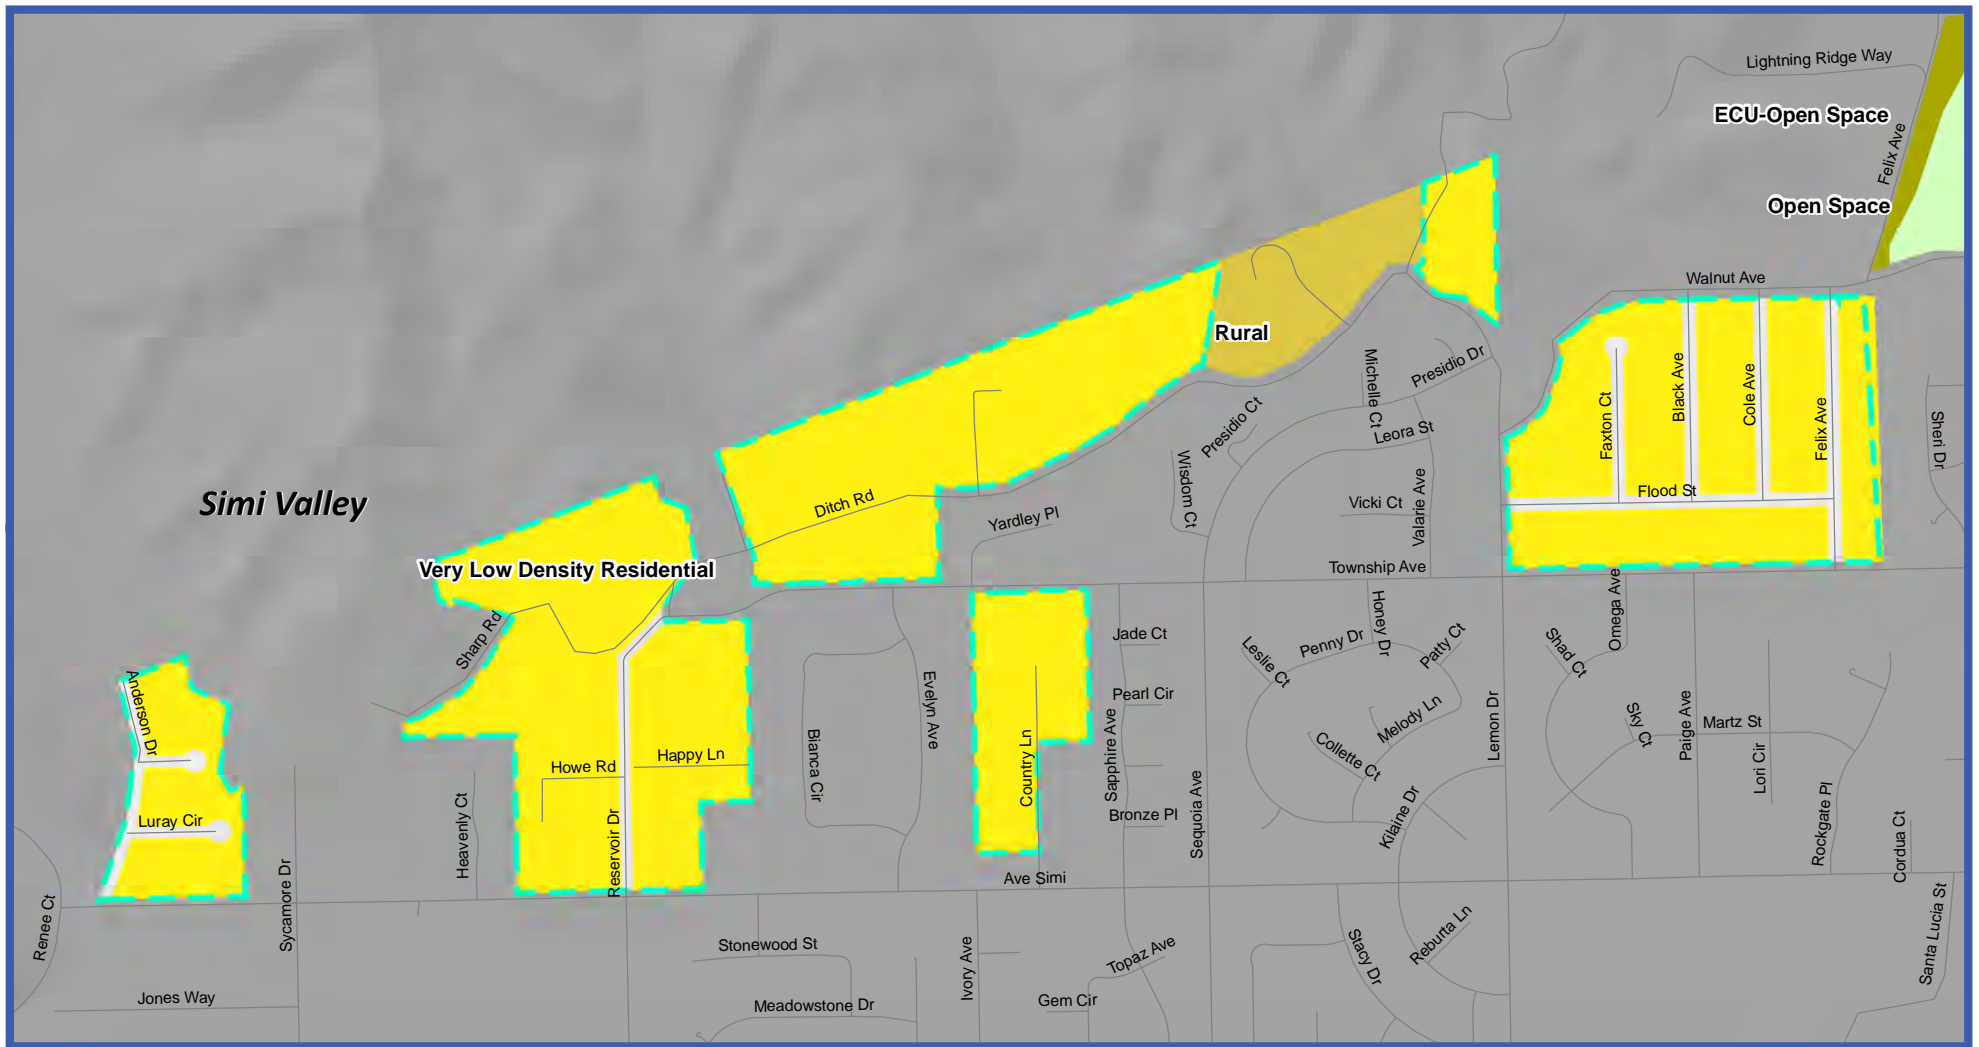 Lightning Ridge Way
ECU-Open Space
Felix Ave
Open Space
Walnut Ave
Rural
Michelle Ct
Presidio Dr
Presidio Ct
Leora St
Faxton Ct
Black Ave
Cole Ave
Felix Ave
Sheri Dr
Simi Valley
Ditch Rd
Yardley Pl
Wisdom Ct
Vicki Ct
Valarie Ave
Flood St
Very Low Density Residential
Township Ave
Sharp Rd
Jade Ct
Leslie Ct
Penny Dr
Honey Dr
Patty Ct
Shad Ct
Omega Ave
Anderson Dr
Evelyn Ave
Pearl Cir
Melody Ln
Lemon Dr
Sky Ct
Paige Ave
Martz St
Howe Rd
Happy Ln
Bianca Cir
Country Ln
Sapphire Ave
Collette Ct
Lori Cir
Luray Cir
Heavenly Ct
Reservoir Dr
Bronze Pl
Sequoia Ave
Kilaine Dr
Rockgate Pl
Cordua Ct
Ave Simi
Renee Ct
Sycamore Dr
Stonewood St
Ivory Ave
Topaz Ave
Stacy Dr
Reburta Ln
Santa Lucia St
Jones Way
Meadowstone Dr
Gem Cir